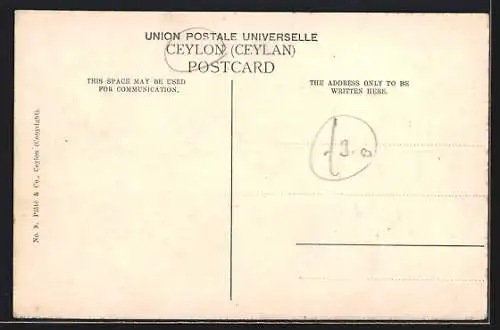 UNION POSTALE UNIVERSELLE
CEYLON (CEYLAN)
POSTCARD
THIS SPACE MAY BE USED
FOR COMMUNICATION.
THE ADDRESS ONLY TO BE
WRITTEN HERE.
No. 8. Plâté & Co., Ceylon (Copyright).